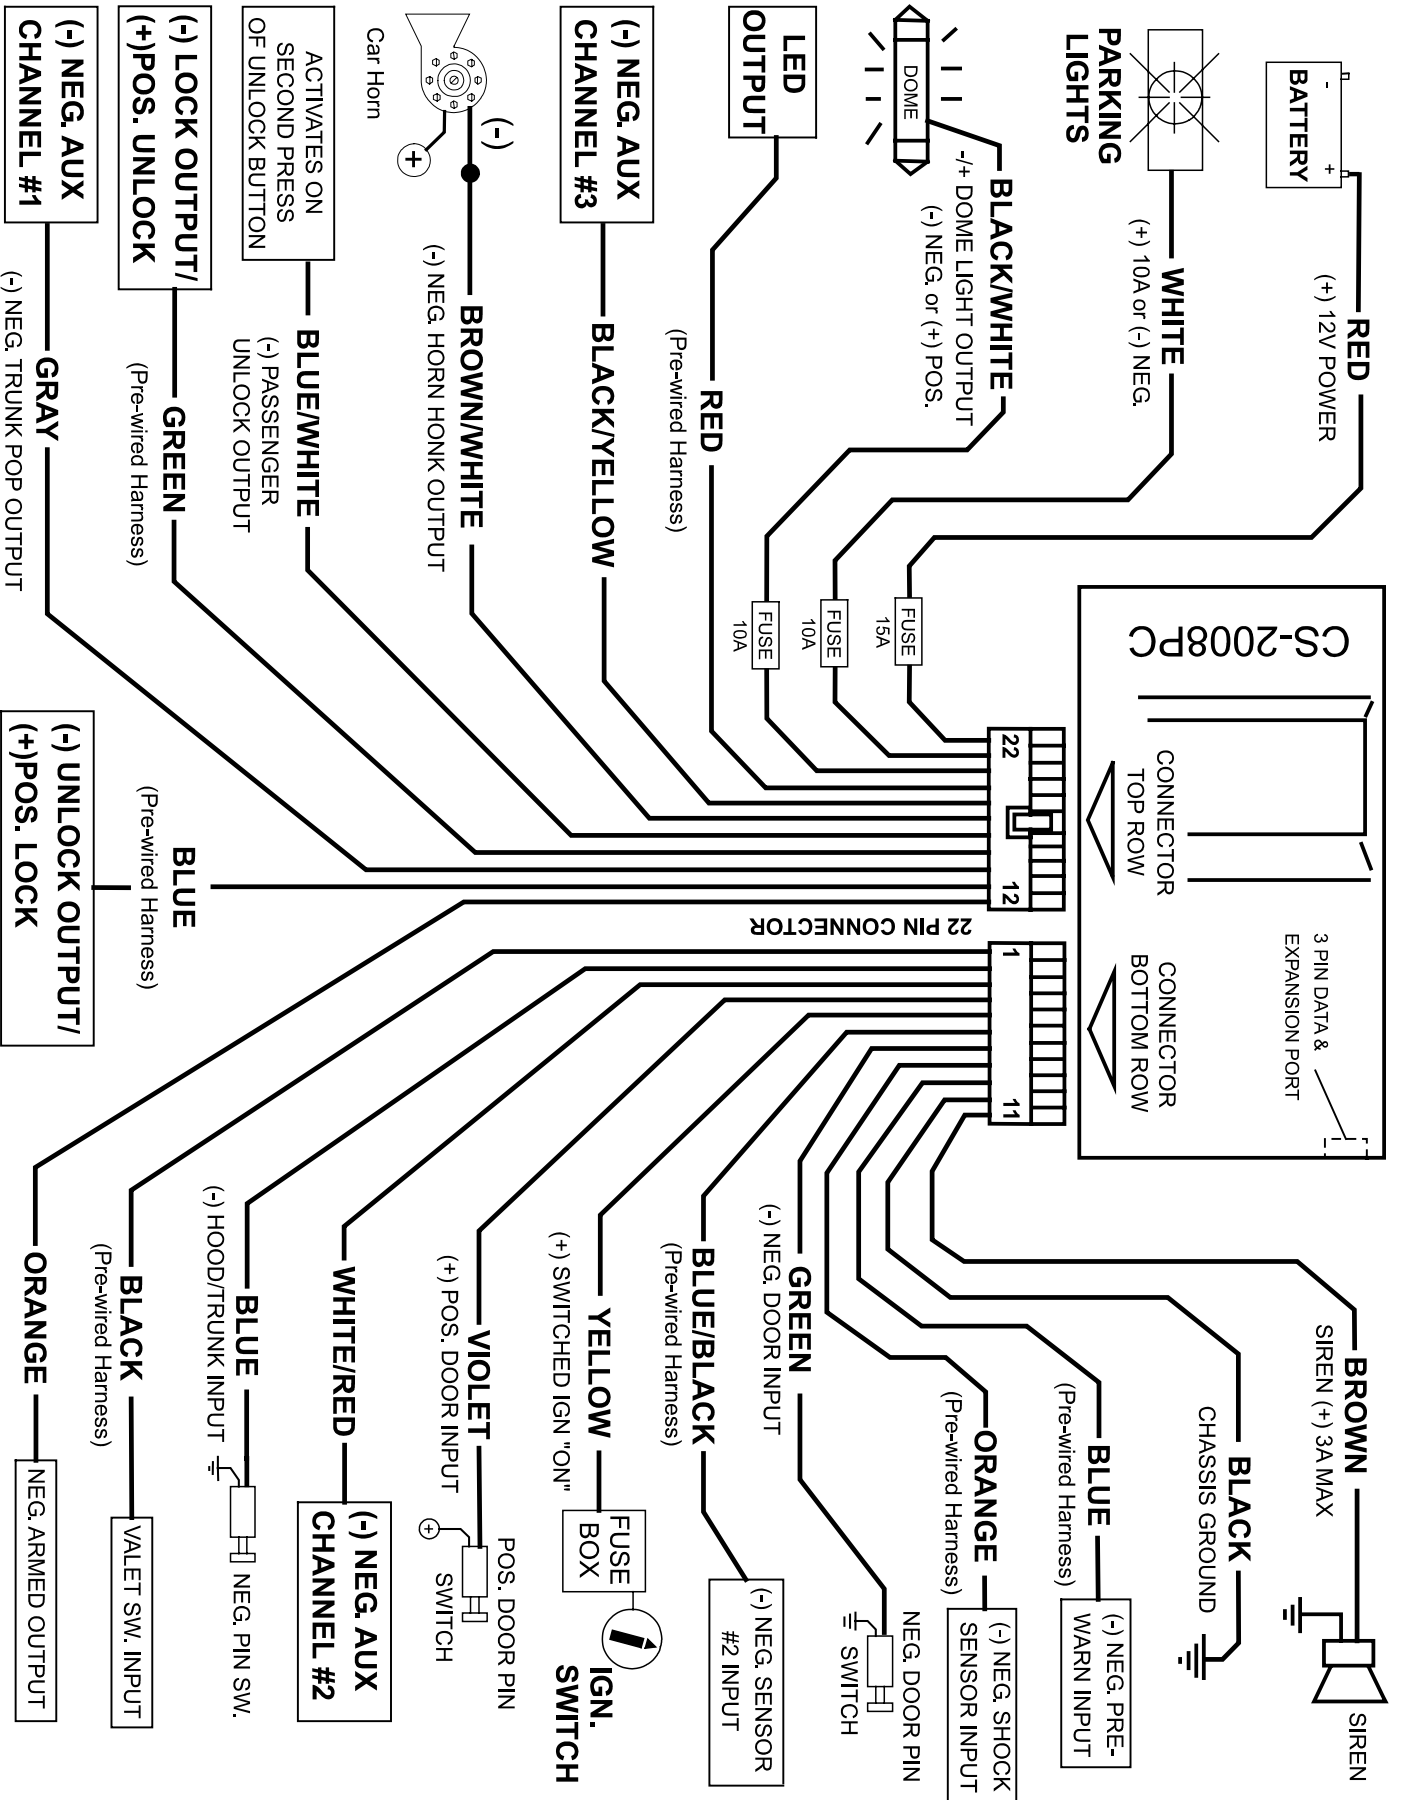 BATTERY
- +
RED
(+) 12V POWER
PARKING
LIGHTS
WHITE
(+) 10A or (-) NEG.
DOME
BLACK/WHITE
-/+ DOME LIGHT OUTPUT
(-) NEG. or (+) POS.
LED
OUTPUT
RED
(Pre-wired Harness)
(-) NEG. AUX
CHANNEL #3
BLACK/YELLOW
Car Horn
(-)
+
BROWN/WHITE
(-) NEG. HORN HONK OUTPUT
ACTIVATES ON
SECOND PRESS
OF UNLOCK BUTTON
BLUE/WHITE
(-) PASSENGER
UNLOCK OUTPUT
(-) LOCK OUTPUT/
(+)POS. UNLOCK
GREEN
(Pre-wired Harness)
(-) NEG. AUX
CHANNEL #1
GRAY
(-) NEG. TRUNK POP OUTPUT
FUSE
15A
FUSE
10A
FUSE
10A
CS-2008PC
CONNECTOR
TOP ROW
CONNECTOR
BOTTOM ROW
3 PIN DATA &
EXPANSION PORT
22
12
22 PIN CONNECTOR
1
11
BLUE
(Pre-wired Harness)
(-) UNLOCK OUTPUT/
(+)POS. LOCK
BROWN
SIREN (+) 3A MAX
SIREN
BLACK
CHASSIS GROUND
BLUE
(Pre-wired Harness)
(-) NEG. PRE-
WARN INPUT
ORANGE
(Pre-wired Harness)
(-) NEG. SHOCK
SENSOR INPUT
GREEN
(-) NEG. DOOR INPUT
NEG. DOOR PIN
SWITCH
BLUE/BLACK
(Pre-wired Harness)
(-) NEG. SENSOR
#2 INPUT
YELLOW
(+) SWITCHED IGN "ON"
FUSE
BOX
IGN.
SWITCH
VIOLET
(+) POS. DOOR INPUT
POS. DOOR PIN
SWITCH
+
WHITE/RED
(-) NEG. AUX
CHANNEL #2
BLUE
(-) HOOD/TRUNK INPUT
NEG. PIN SW.
BLACK
(Pre-wired Harness)
VALET SW. INPUT
ORANGE
NEG. ARMED OUTPUT